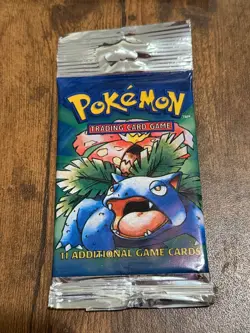 POKéMON
TRADING CARD GAME
11 ADDITIONAL GAME CARDS